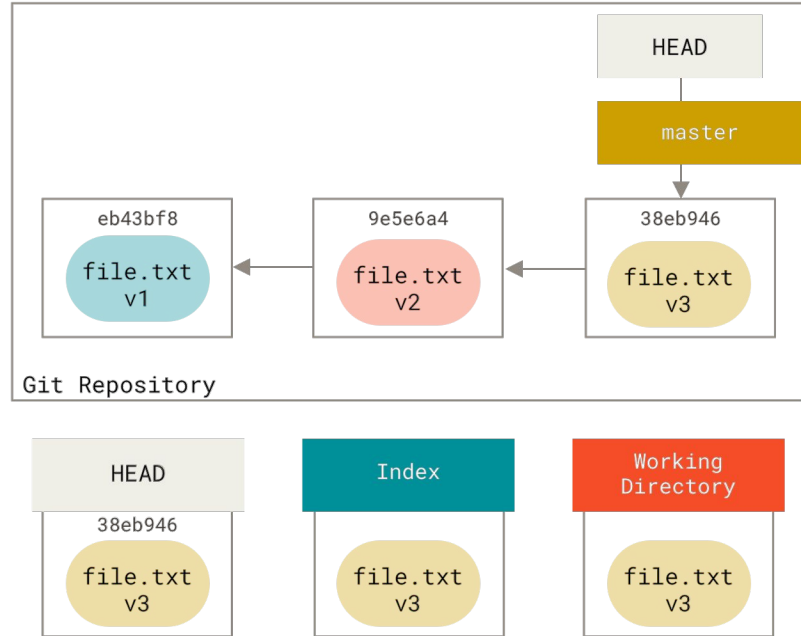 HEAD
master
eb43bf8
9e5e6a4
38eb946
file.txt
v1
file.txt
v2
file.txt
v3
Git Repository
HEAD
Index
Working
Directory
38eb946
file.txt
v3
file.txt
v3
file.txt
v3